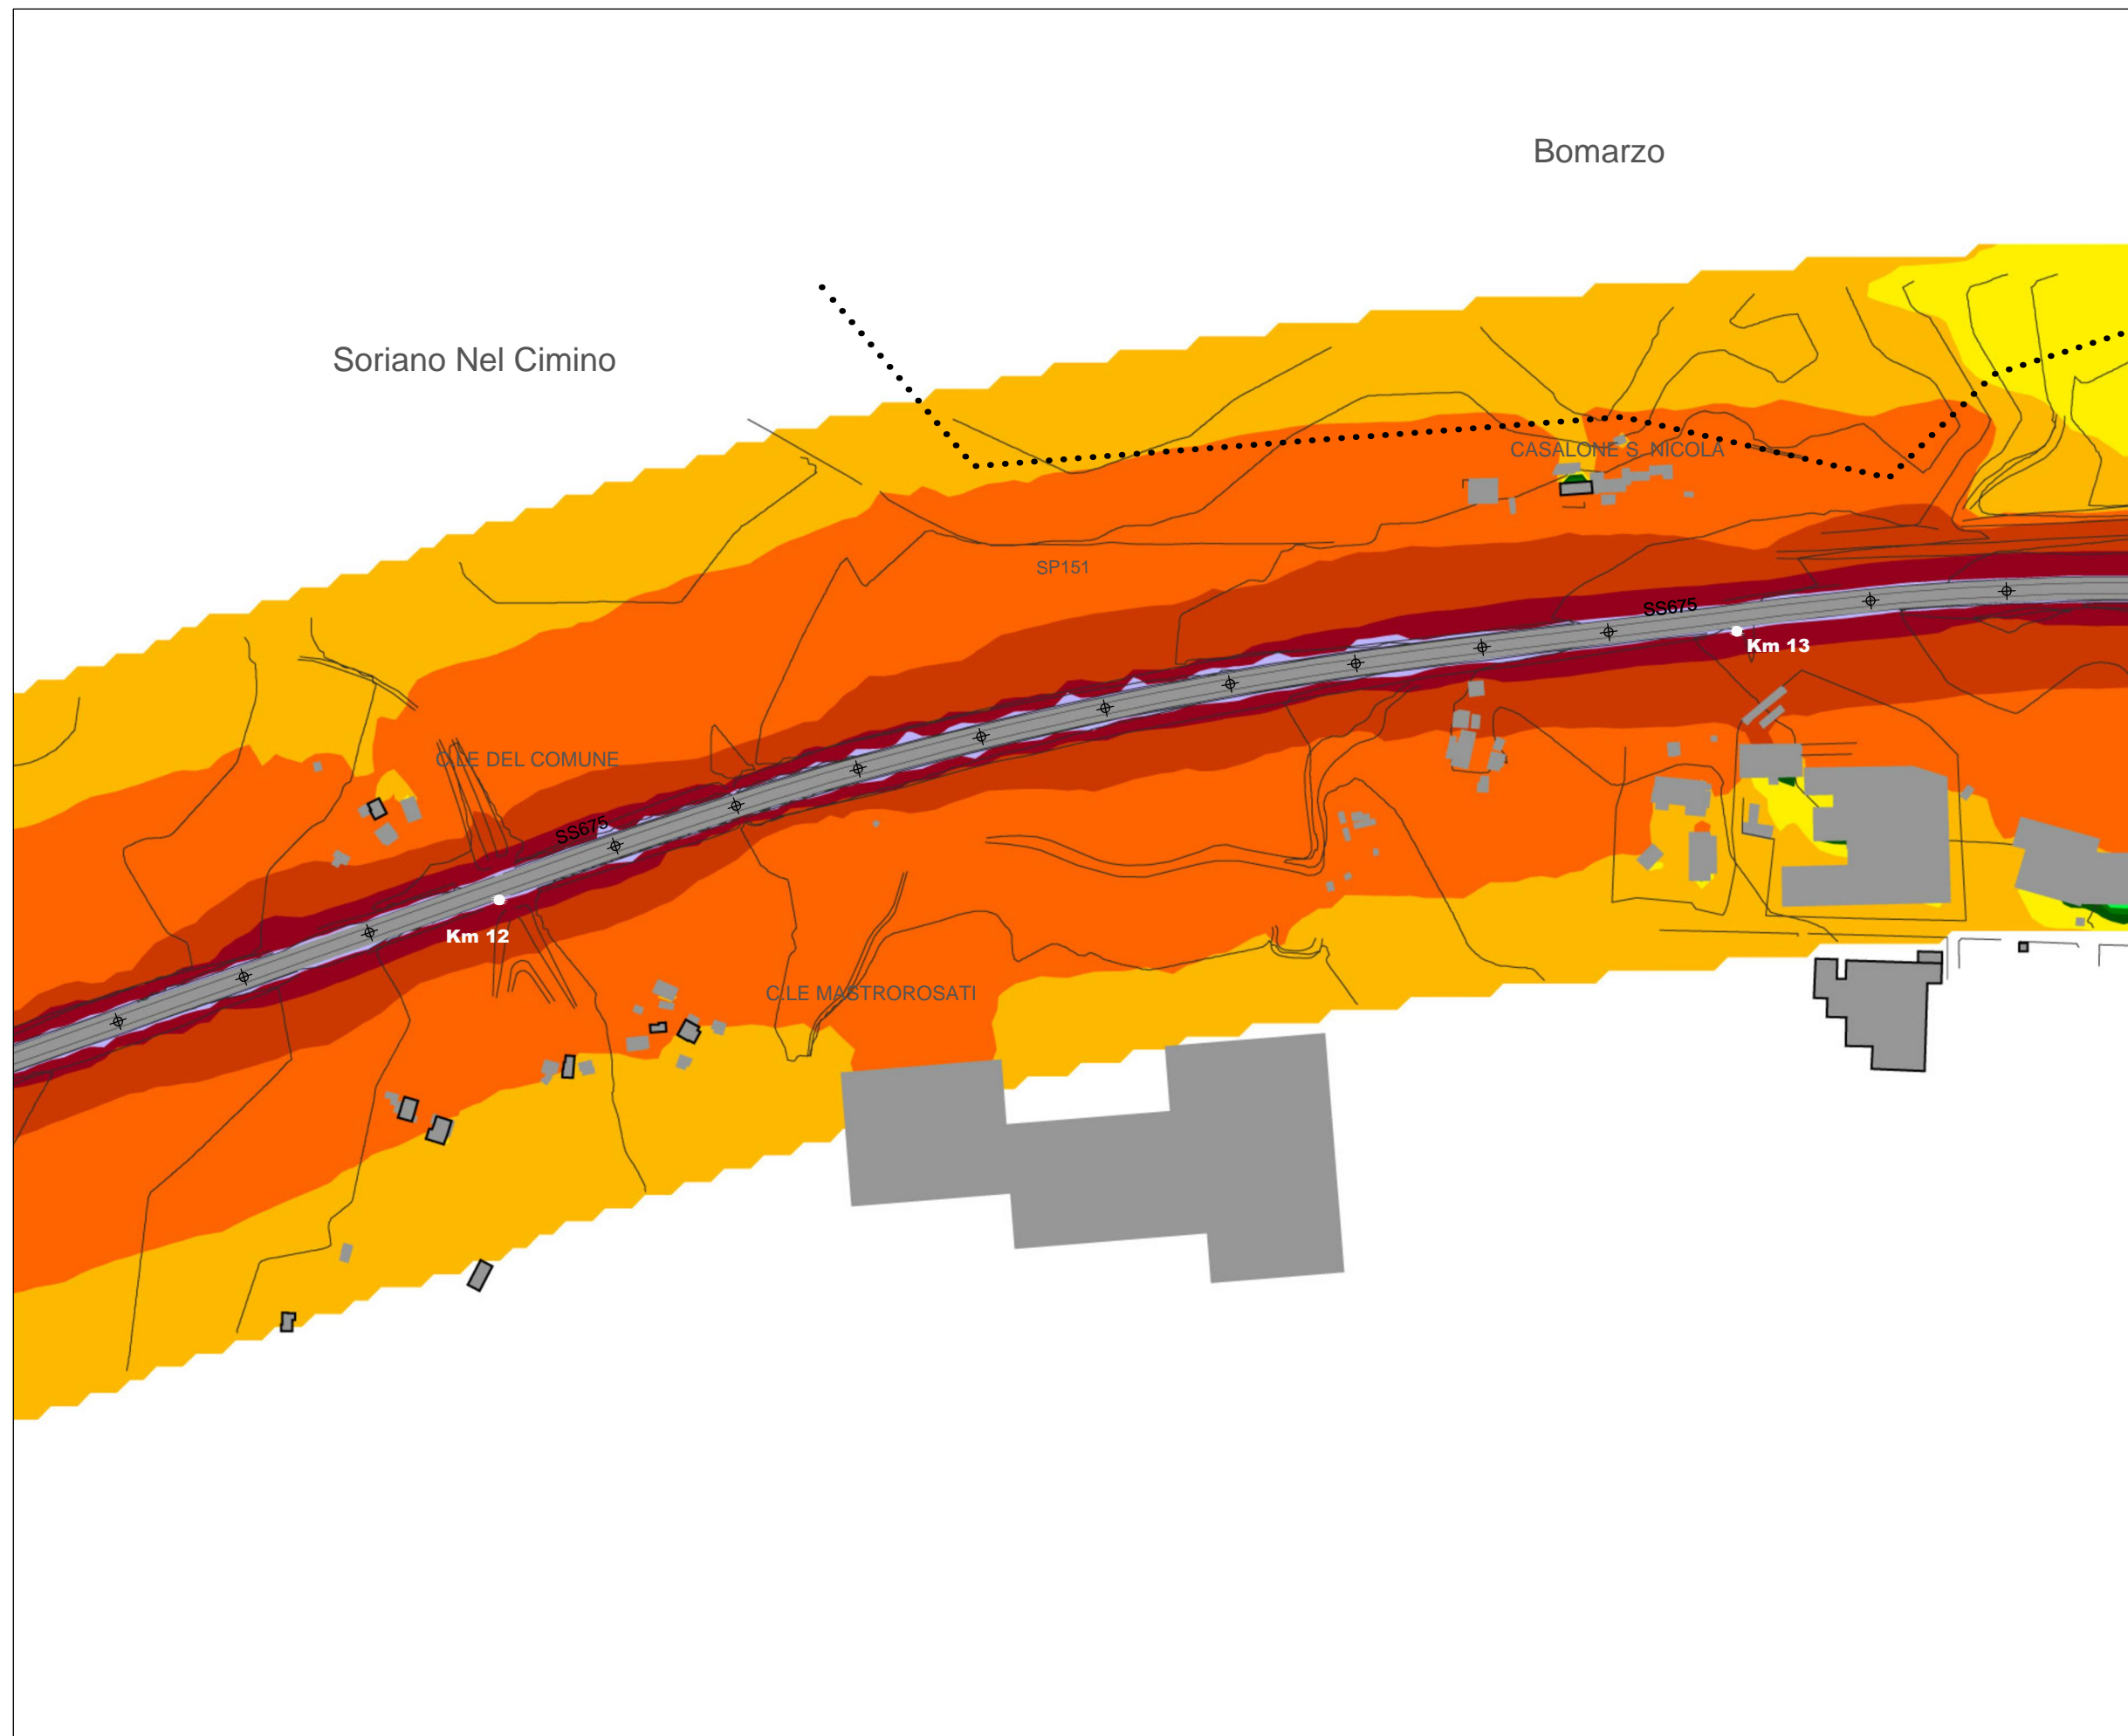 Bomarzo
Soriano Nel Cimino
CASALONE S. NICOLA
SP151
SS675
Km 13
C.LE DEL COMUNE
SS675
Km 12
C.LE MASTROROSATI